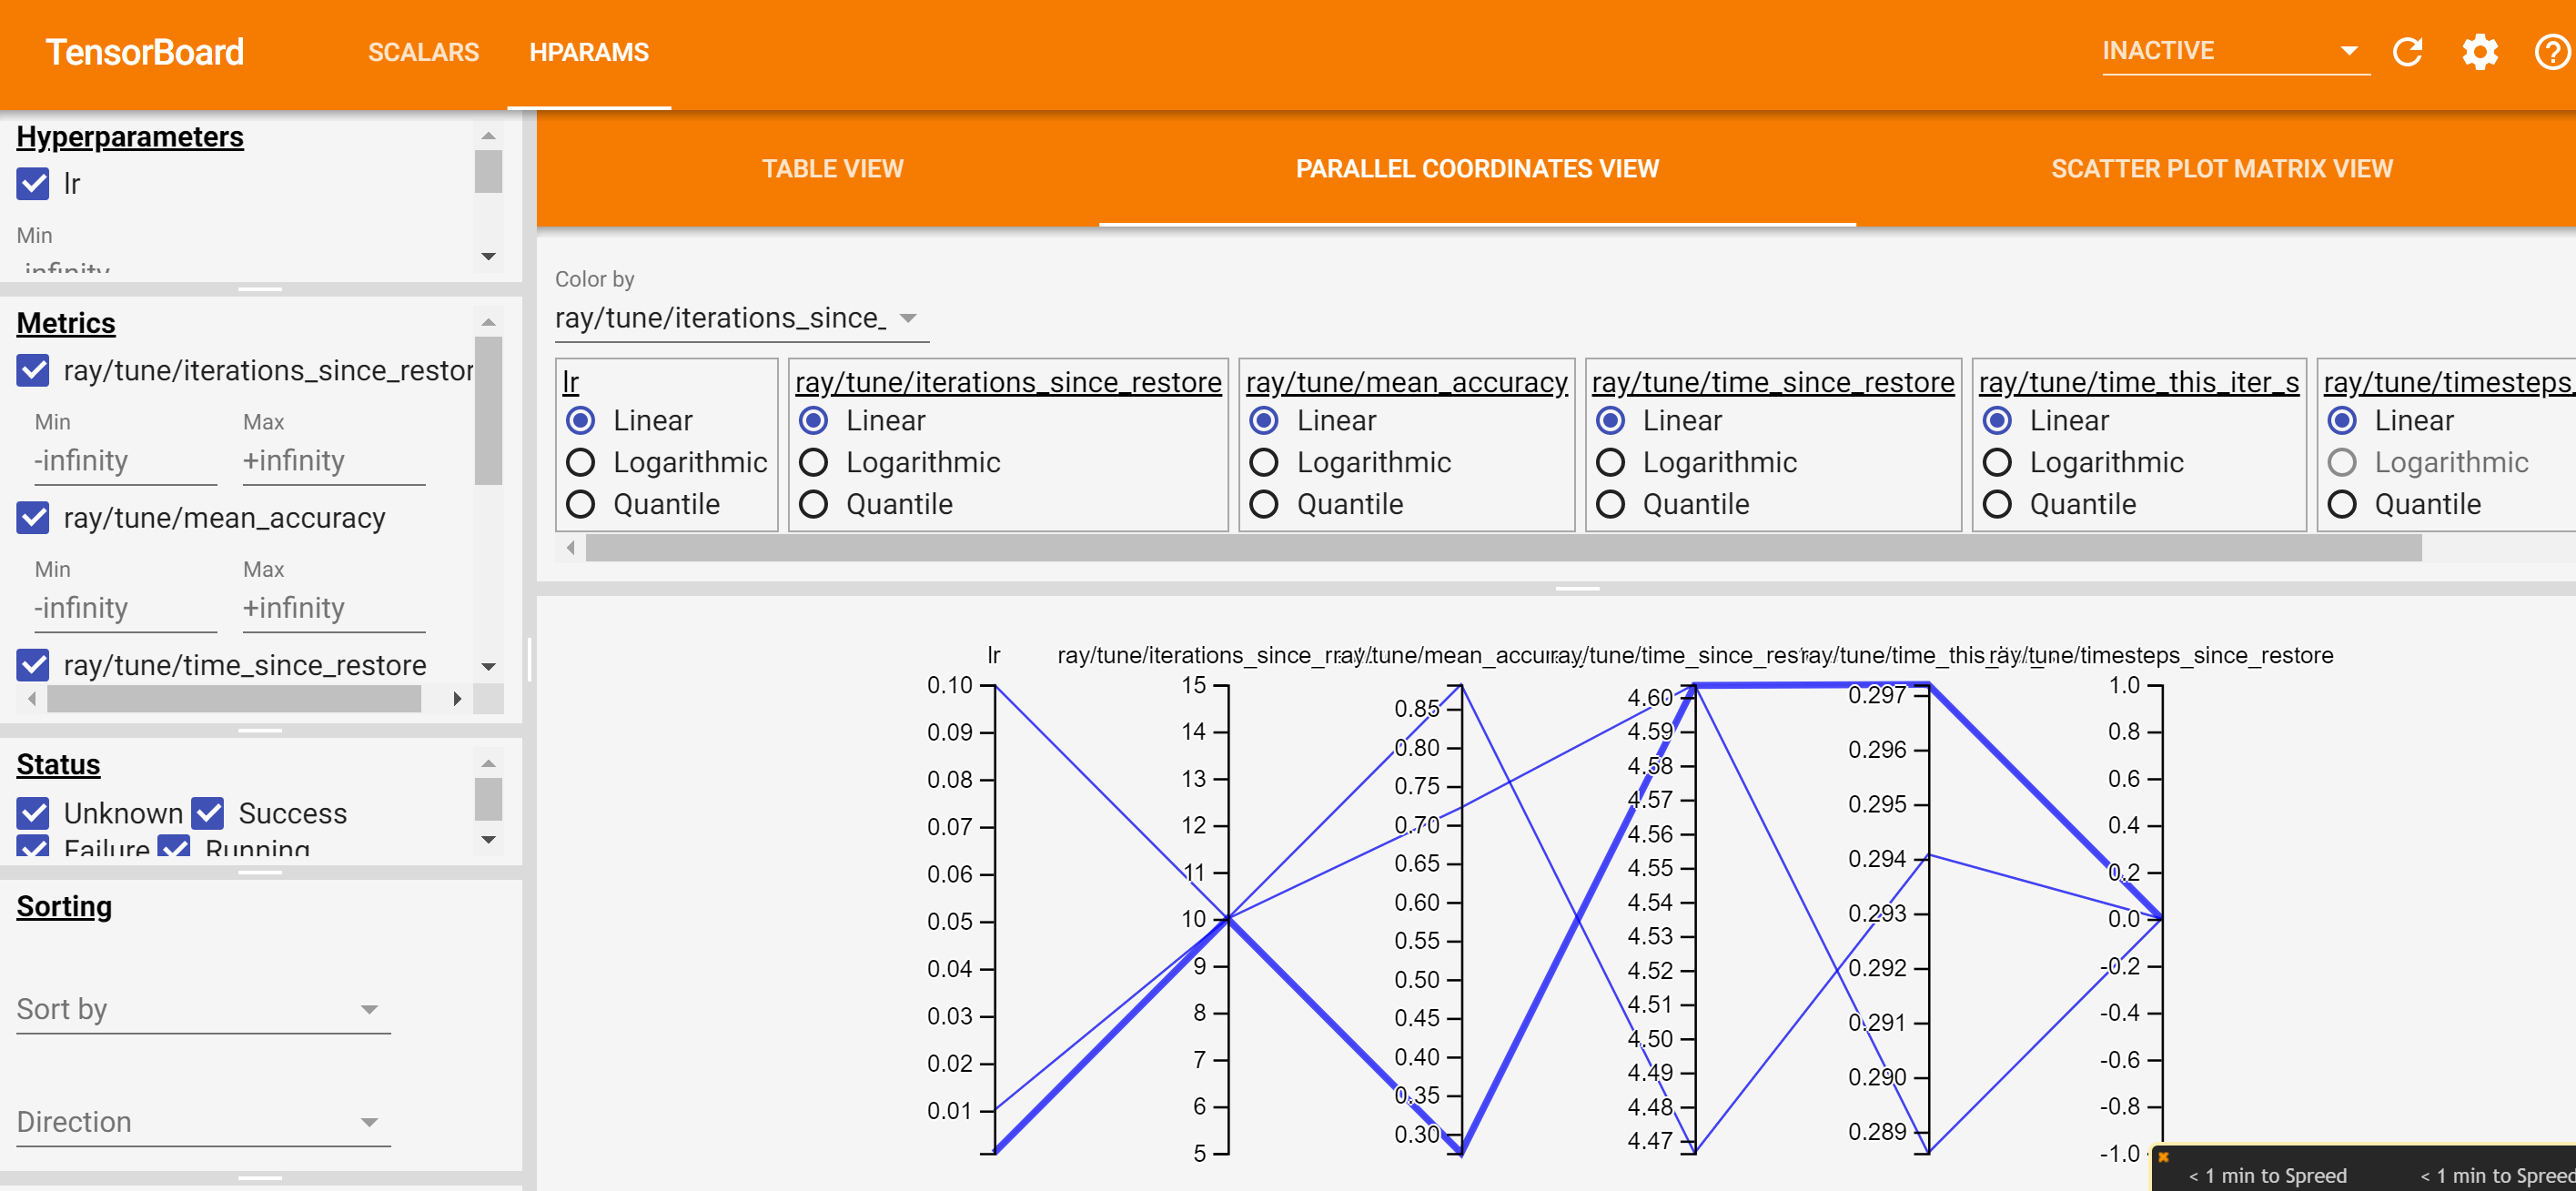 TensorBoard SCALARS HPARAMS INACTIVE
Hyperparameters
lr
Min
-infinity
Metrics
ray/tune/iterations_since_restor
Min Max
-infinity +infinity
ray/tune/mean_accuracy
Min Max
-infinity +infinity
ray/tune/time_since_restore
Status
Unknown Success
Failure Running
Sorting
Sort by
Direction
TABLE VIEW PARALLEL COORDINATES VIEW SCATTER PLOT MATRIX VIEW
Color by
ray/tune/iterations_since_
lr ray/tune/iterations_since_restore ray/tune/mean_accuracy ray/tune/time_since_restore ray/tune/time_this_iter_s ray/tune/timesteps_
Linear Linear Linear Linear Linear Linear
Logarithmic Logarithmic Logarithmic Logarithmic Logarithmic Logarithmic
Quantile Quantile Quantile Quantile Quantile Quantile
lr ray/tune/iterations_since_r ray/tune/mean_accur ray/tune/time_since_rest ray/tune/time_this_ ray/tune/timesteps_since_restore
0.10
0.09
0.08
0.07
0.06
0.05
0.04
0.03
0.02
0.01
15
14
13
12
11
10
9
8
7
6
5
0.85
0.80
0.75
0.70
0.65
0.60
0.55
0.50
0.45
0.40
0.35
0.30
4.60
4.59
4.58
4.57
4.56
4.55
4.54
4.53
4.52
4.51
4.50
4.49
4.48
4.47
0.297
0.296
0.295
0.294
0.293
0.292
0.291
0.290
0.289
1.0
0.8
0.6
0.4
0.2
0.0
-0.2
-0.4
-0.6
-0.8
-1.0
< 1 min to Spreed < 1 min to Spreed